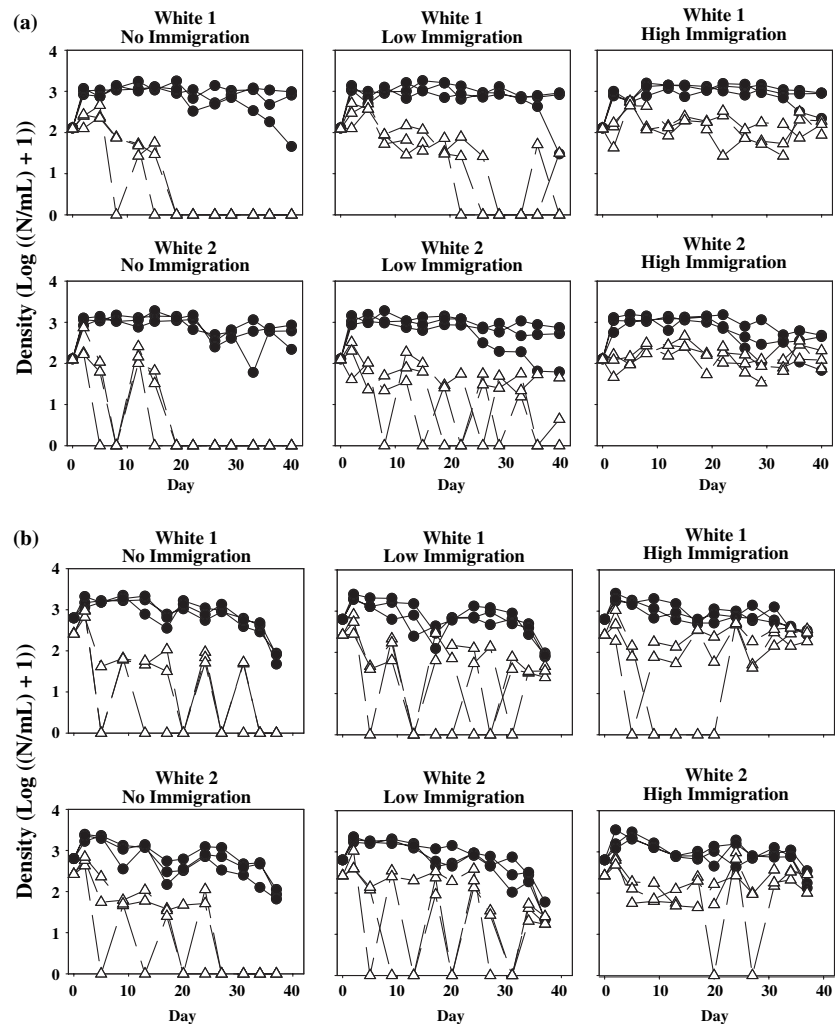 (a)
White 1
No Immigration
White 1
Low Immigration
White 1
High Immigration
4
3
2
1
0
White 2
No Immigration
White 2
Low Immigration
White 2
High Immigration
4
3
2
1
0
0 10 20 30 40
0 10 20 30 40
0 10 20 30 40
Day
Day
Day
Density (Log ((N/mL) + 1))
(b)
White 1
No Immigration
White 1
Low Immigration
White 1
High Immigration
4
3
2
1
0
White 2
No Immigration
White 2
Low Immigration
White 2
High Immigration
4
3
2
1
0
0 10 20 30 40
0 10 20 30 40
0 10 20 30 40
Day
Day
Day
Density (Log ((N/mL) + 1))